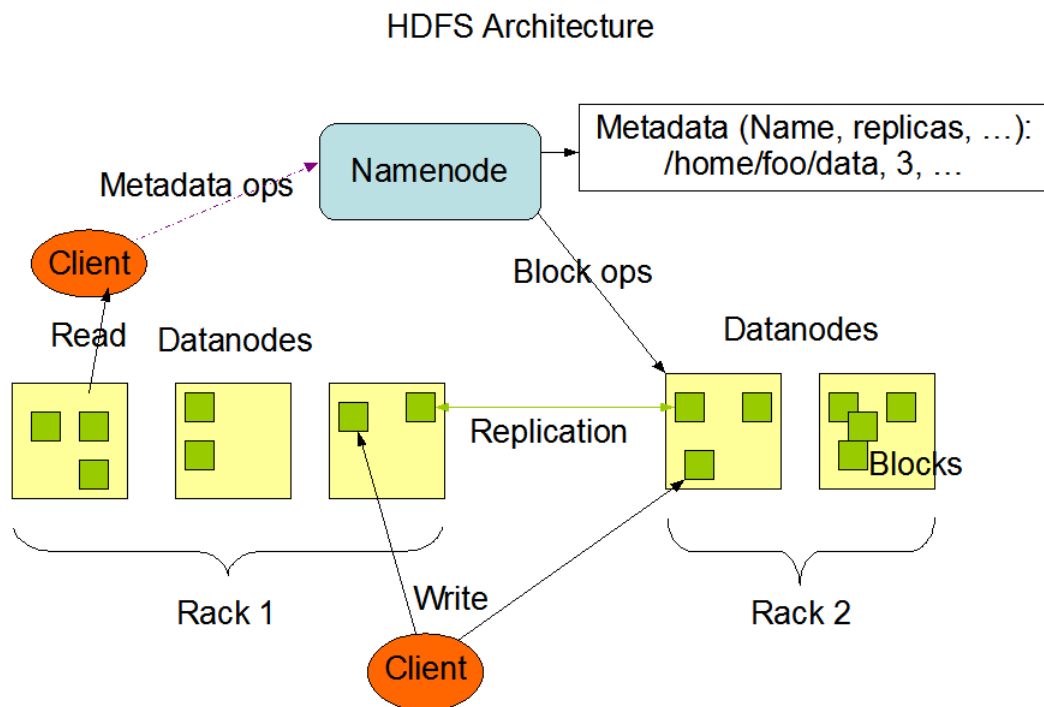 HDFS Architecture
Metadata (Name, replicas, …):
/home/foo/data, 3, …
Namenode
Metadata ops
Client
Block ops
Read
Datanodes
Datanodes
Replication
Blocks
Write
Rack 1
Rack 2
Client